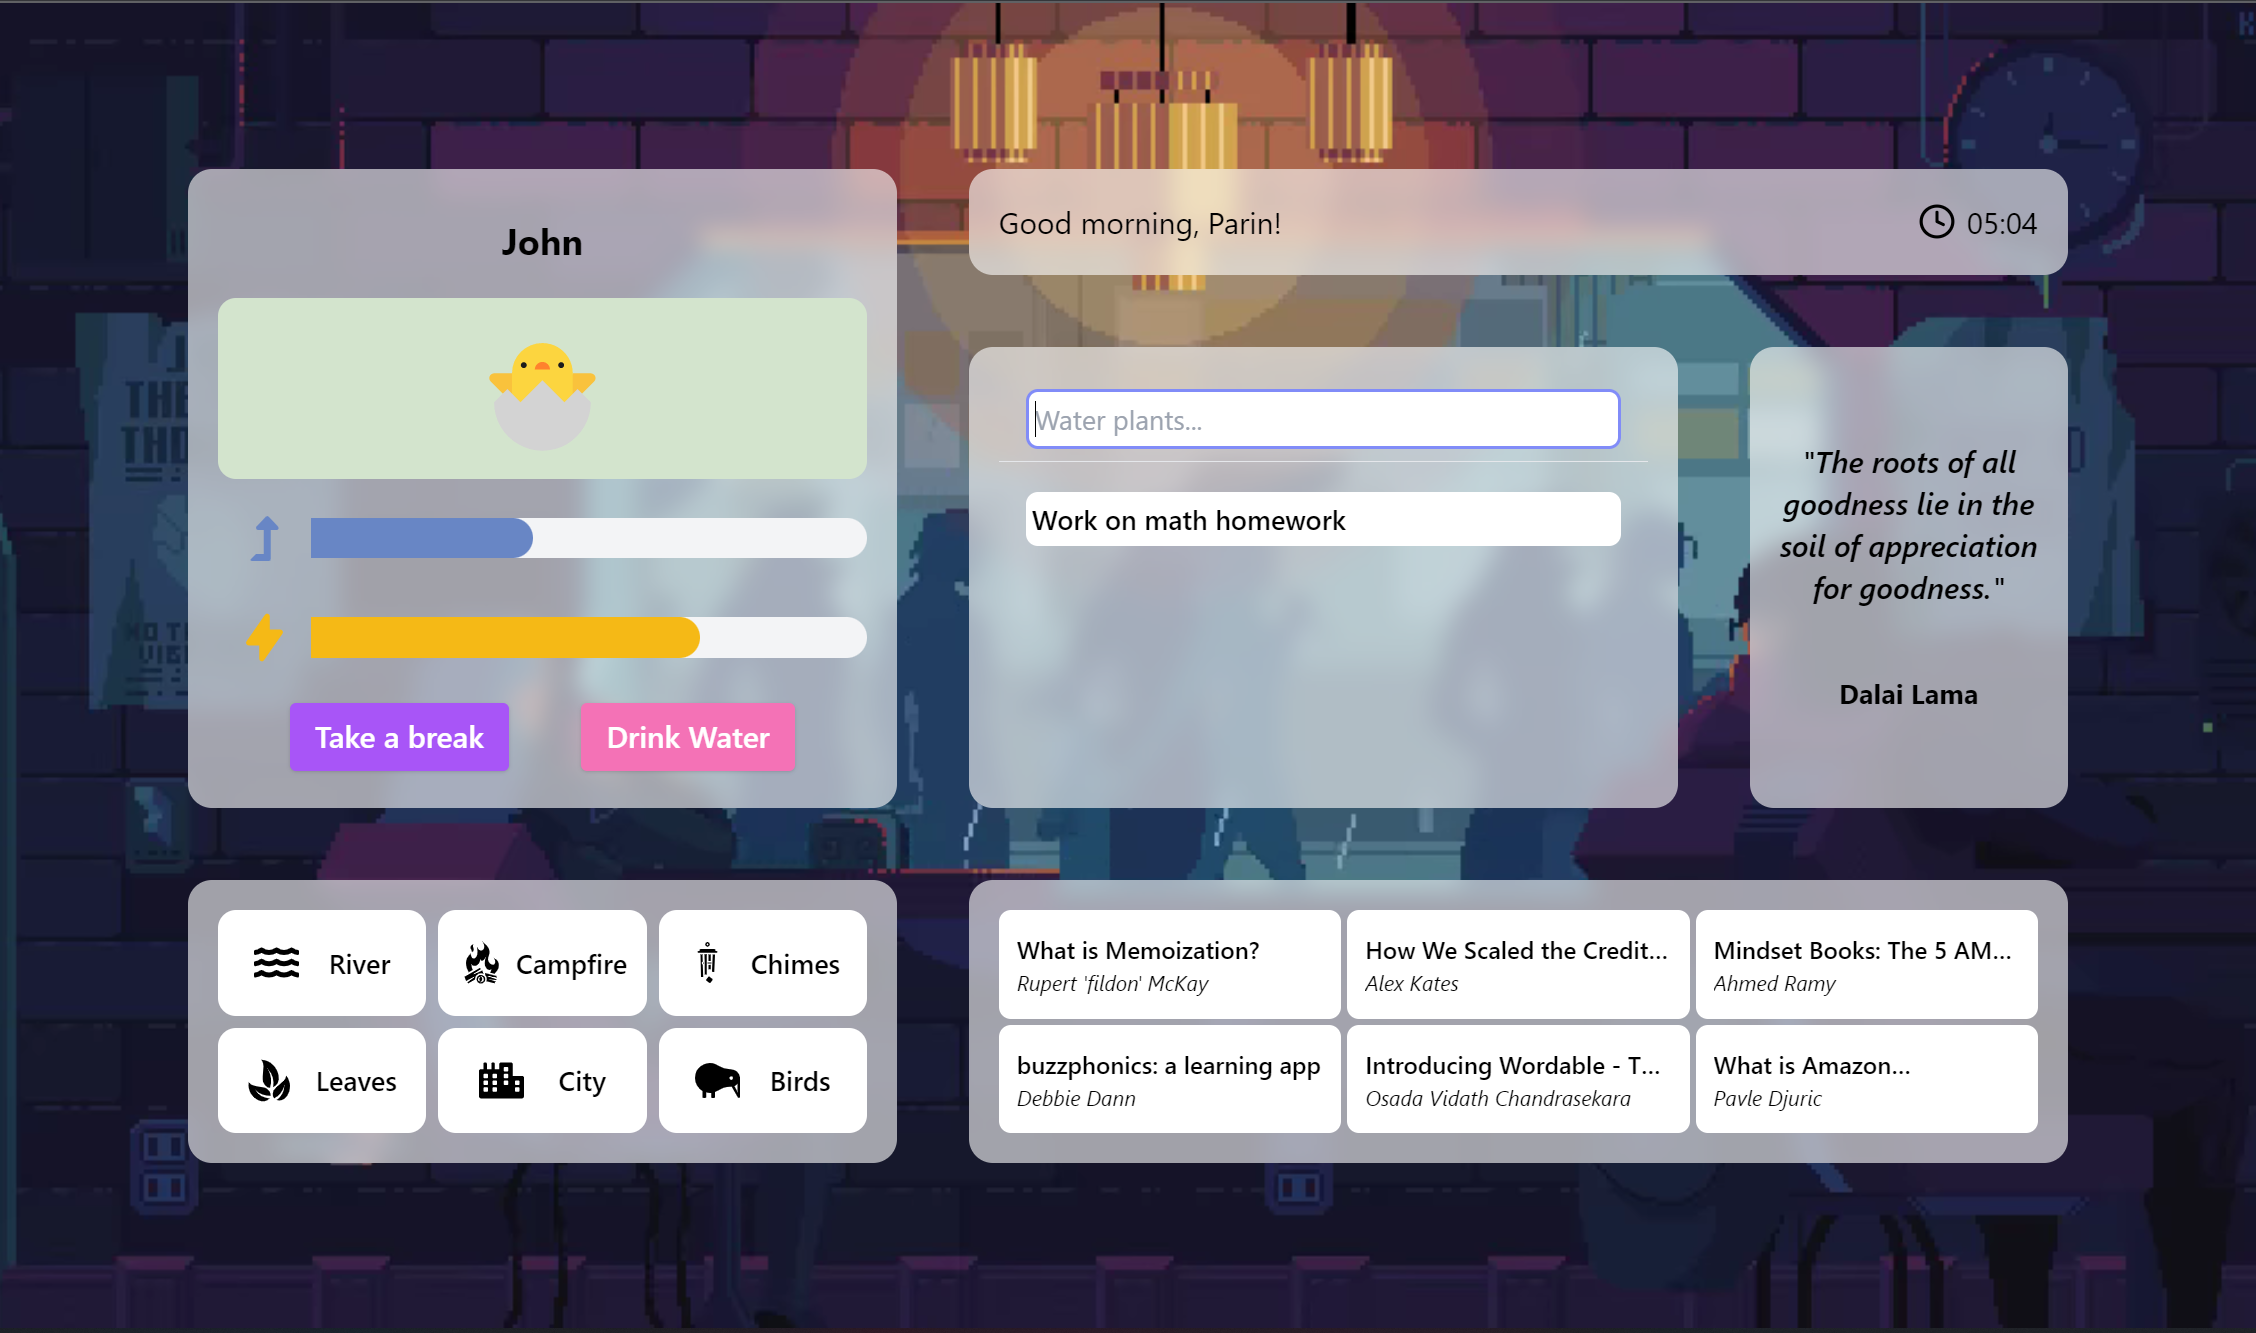 John
Take a break
Drink Water
Good morning, Parin!
05:04
Water plants...
Work on math homework
"The roots of all
goodness lie in the
soil of appreciation
for goodness."
Dalai Lama
River
Campfire
Chimes
Leaves
City
Birds
What is Memoization?
Rupert 'fildon' McKay
How We Scaled the Credit...
Alex Kates
Mindset Books: The 5 AM...
Ahmed Ramy
buzzphonics: a learning app
Debbie Dann
Introducing Wordable - T...
Osada Vidath Chandrasekara
What is Amazon...
Pavle Djuric